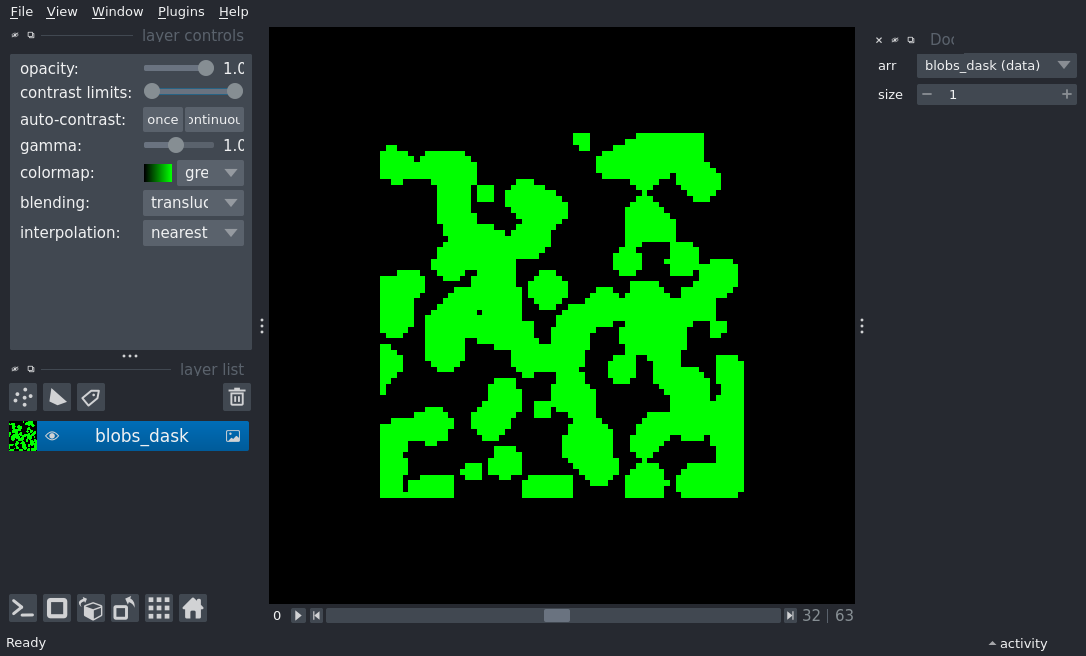 File View Window Plugins Help
layer controls
opacity: 1.0
contrast limits:
auto-contrast: once ontinuou
gamma: 1.0
colormap: gre
blending: transluc
interpolation: nearest
layer list
blobs_dask
0 32 | 63
Ready
Doc
arr blobs_dask (data)
size 1
activity